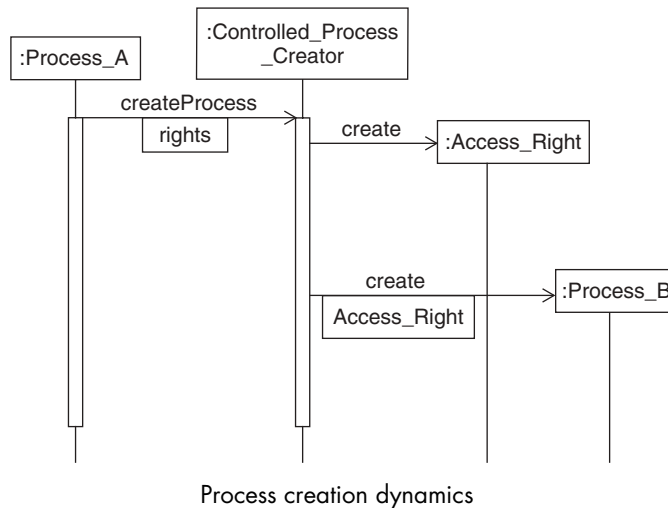 :Process_A
:Controlled_Process
_Creator
createProcess
rights
create
:Access_Right
create
Access_Right
:Process_B
Process creation dynamics